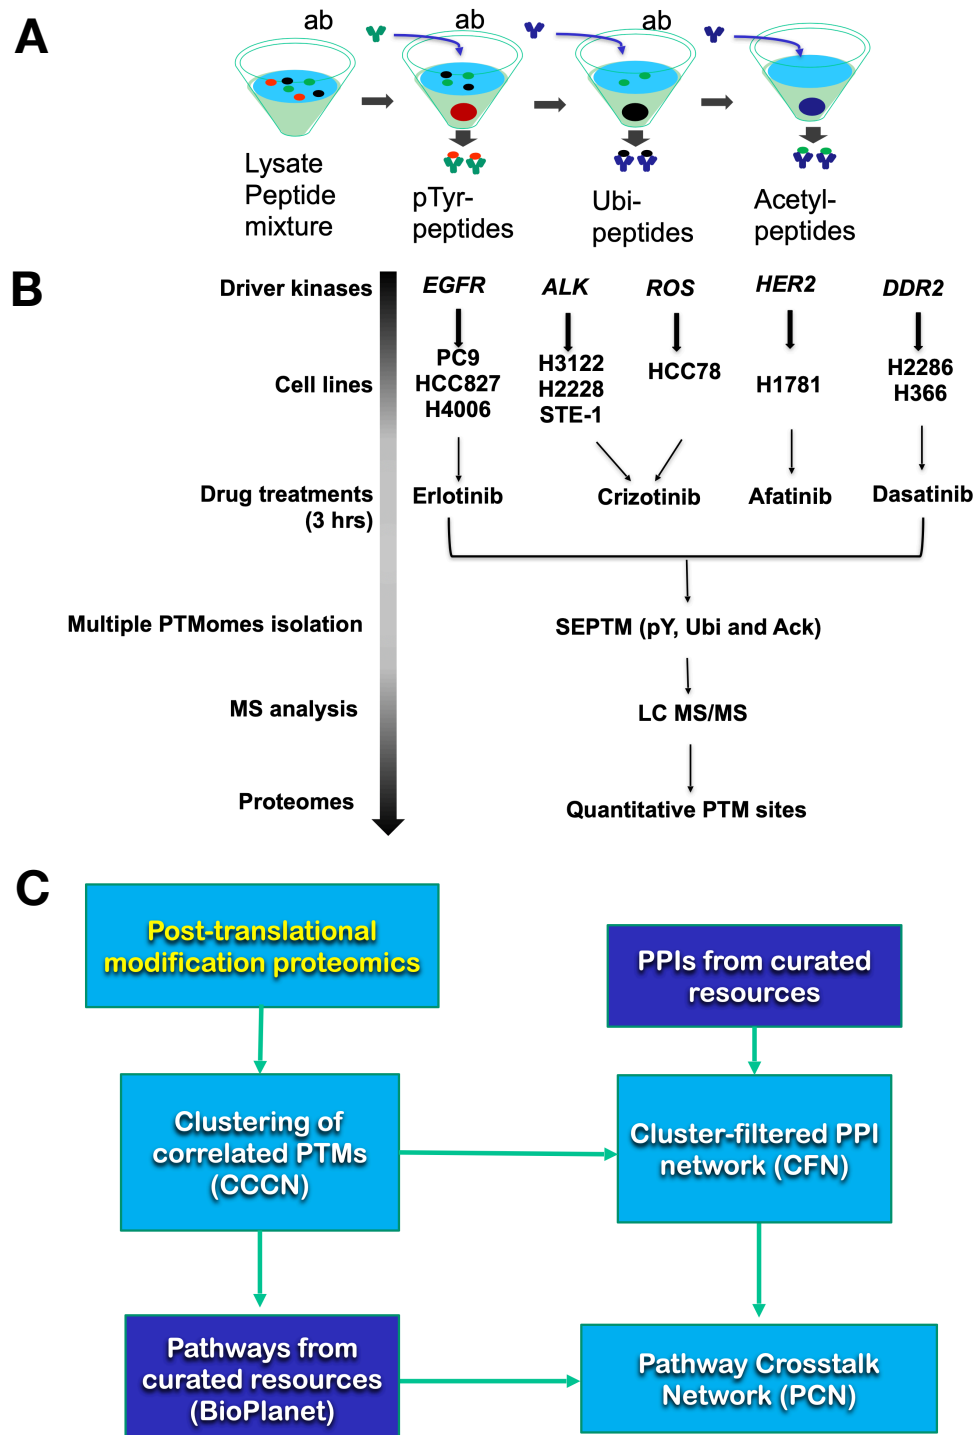 A
ab
ab
ab
Lysate
Peptide
mixture
pTyr-
peptides
Ubi-
peptides
Acetyl-
peptides
B
Driver kinases
EGFR
ALK
ROS
HER2
DDR2
Cell lines
PC9
HCC827
H4006
H3122
H2228
STE-1
HCC78
H1781
H2286
H366
Drug treatments
(3 hrs)
Erlotinib
Crizotinib
Afatinib
Dasatinib
Multiple PTMomes isolation
SEPTM (pY, Ubi and Ack)
MS analysis
LC MS/MS
Proteomes
Quantitative PTM sites
C
Post-translational
modification proteomics
PPIs from curated
resources
Clustering of
correlated PTMs
(CCCN)
Cluster-filtered PPI
network (CFN)
Pathways from
curated resources
(BioPlanet)
Pathway Crosstalk
Network (PCN)